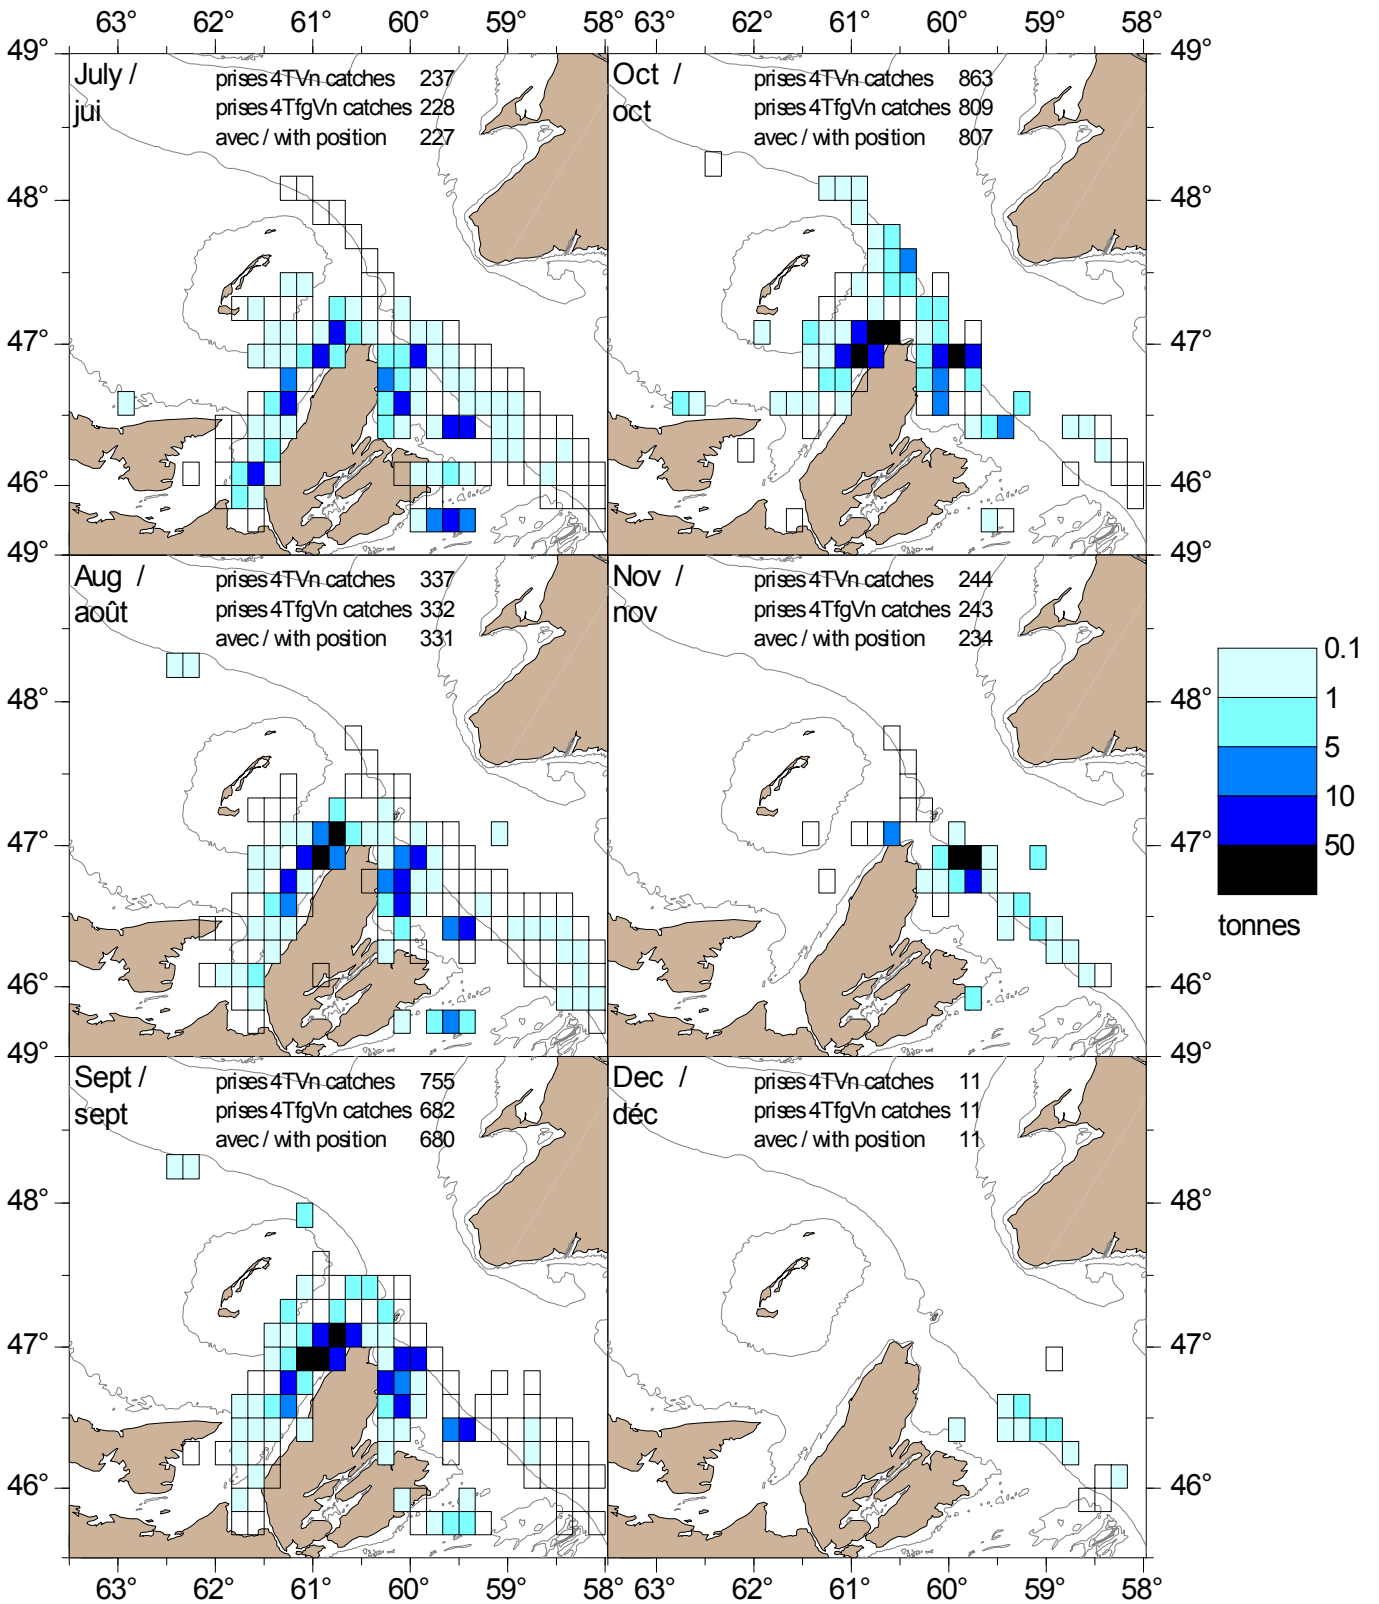 63° 62° 61° 60° 59° 58° 63° 62° 61° 60° 59° 58°
49° 49°
July / jui
prises 4TVn catches 237
prises 4TfgVn catches 228
avec / with position 227
Oct / oct
prises 4TVn catches 863
prises 4TfgVn catches 809
avec / with position 807
48° 48°
47° 47°
46° 46°
49° 49°
Aug / août
prises 4TVn catches 337
prises 4TfgVn catches 332
avec / with position 331
Nov / nov
prises 4TVn catches 244
prises 4TfgVn catches 243
avec / with position 234
48° 48°
47° 47°
46° 46°
49° 49°
0.1
1
5
10
50
tonnes
Sept / sept
prises 4TVn catches 755
prises 4TfgVn catches 682
avec / with position 680
Dec / déc
prises 4TVn catches 11
prises 4TfgVn catches 11
avec / with position 11
48° 48°
47° 47°
46° 46°
63° 62° 61° 60° 59° 58° 63° 62° 61° 60° 59° 58°